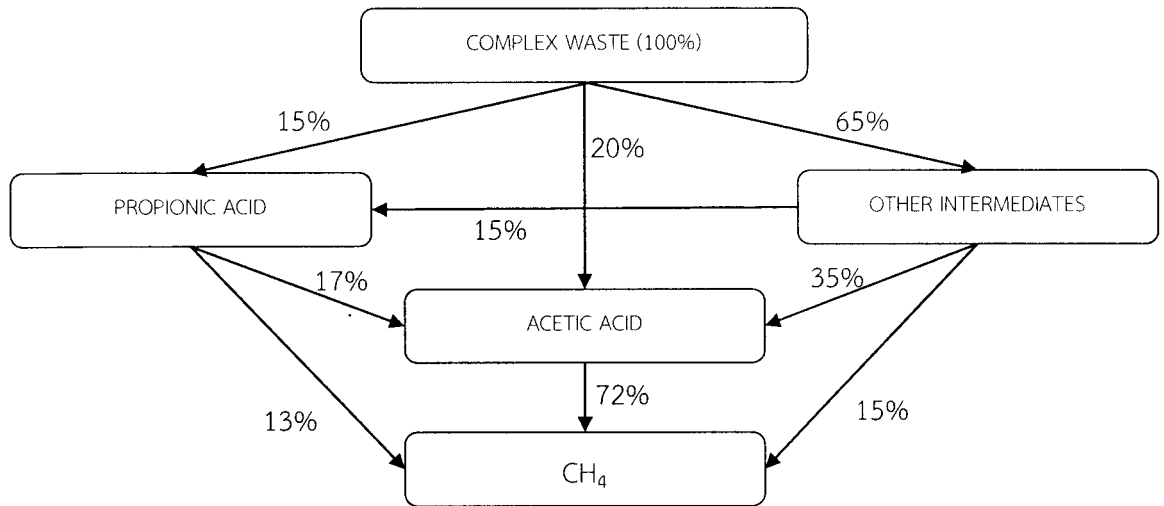 COMPLEX WASTE (100%)
15%
20%
65%
PROPIONIC ACID
OTHER INTERMEDIATES
15%
17%
35%
ACETIC ACID
72%
13%
15%
CH₄